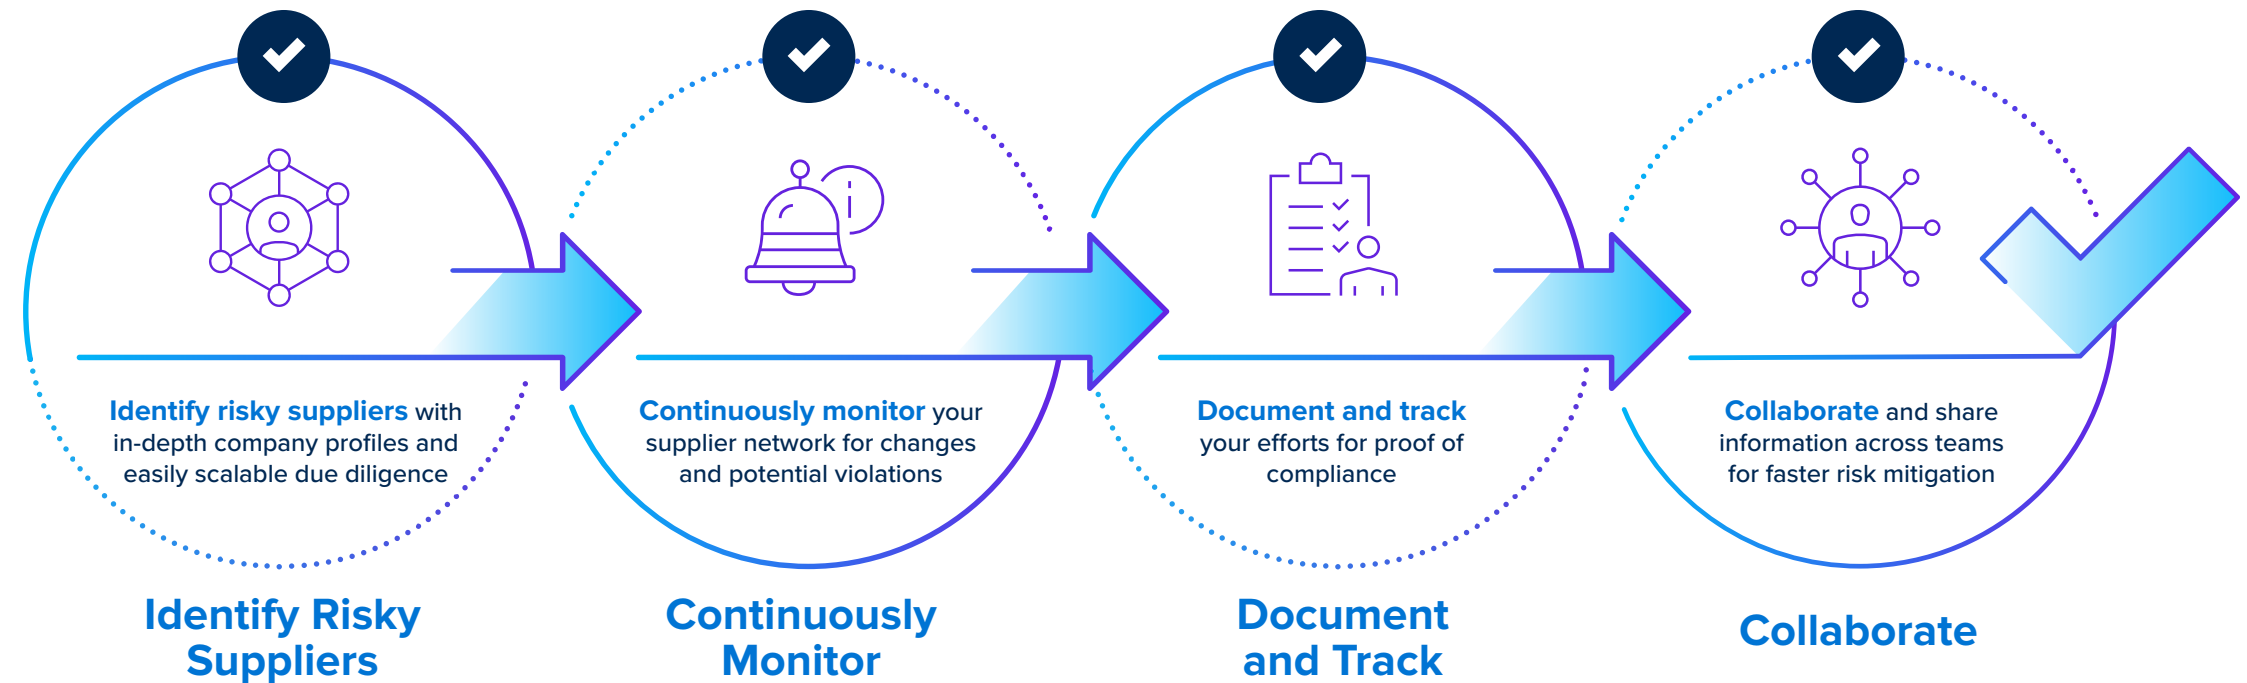 Identify risky suppliers with
in-depth company profiles and
easily scalable due diligence
Continuously monitor your
supplier network for changes
and potential violations
Document and track
your efforts for proof of
compliance
Collaborate and share
information across teams
for faster risk mitigation
Identify Risky
Suppliers
Continuously
Monitor
Document
and Track
Collaborate